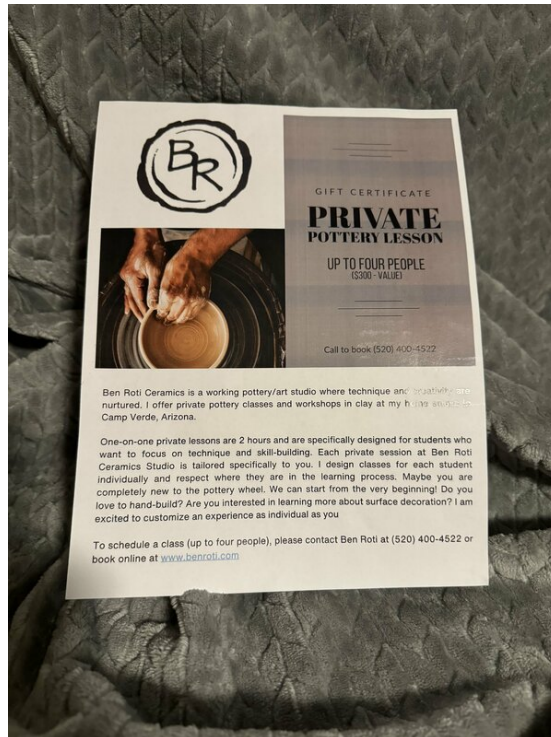 BR
GIFT CERTIFICATE
PRIVATE
POTTERY LESSON
UP TO FOUR PEOPLE
($300 - VALUE)
Call to book (520) 400-4522
Ben Roti Ceramics is a working pottery/art studio where technique and creativity are
nurtured. I offer private pottery classes and workshops in clay at my home studio in
Camp Verde, Arizona.
One-on-one private lessons are 2 hours and are specifically designed for students who
want to focus on technique and skill-building. Each private session at Ben Roti
Ceramics Studio is tailored specifically to you. I design classes for each student
individually and respect where they are in the learning process. Maybe you are
completely new to the pottery wheel. We can start from the very beginning! Do you
love to hand-build? Are you interested in learning more about surface decoration? I am
excited to customize an experience as individual as you
To schedule a class (up to four people), please contact Ben Roti at (520) 400-4522 or
book online at www.benroti.com